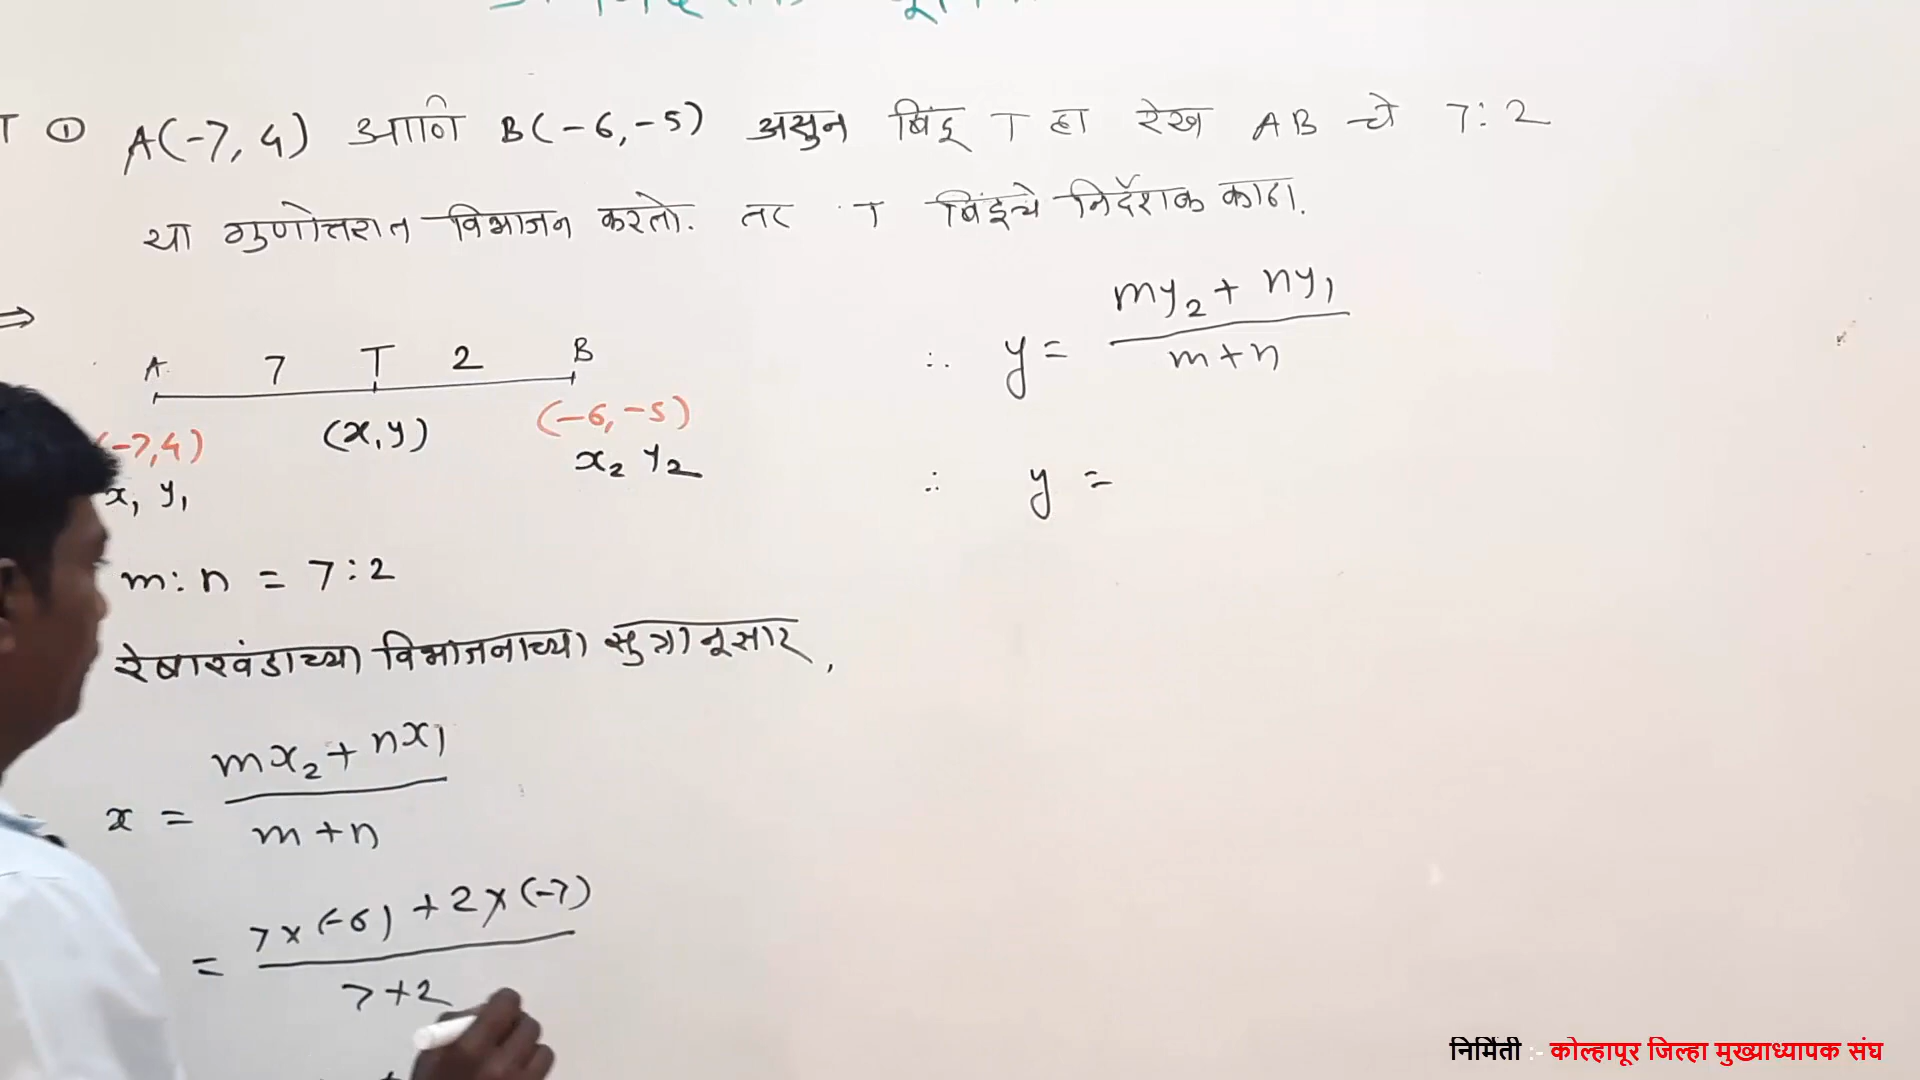 ① A(-7, 4) आणि B(-6, -5) असुन बिंदू T हा रेख AB चे 7:2
या गुणोत्तरात विभाजन करतो. तर T बिंदूचे निर्देशक काढा.
⇒
A 7 T 2 B
(-7,4) (x,y) (-6,-5)
x₁ y₁ x₂ y₂
m:n = 7:2
रेषाखंडाच्या विभाजनाच्या सुत्रानूसार,
x = mx₂ + nx₁ / m+n
= 7×(-6) + 2×(-7) / 7+2
∴ y = my₂ + ny₁ / m+n
∴ y =
निर्मिती :- कोल्हापूर जिल्हा मुख्याध्यापक संघ